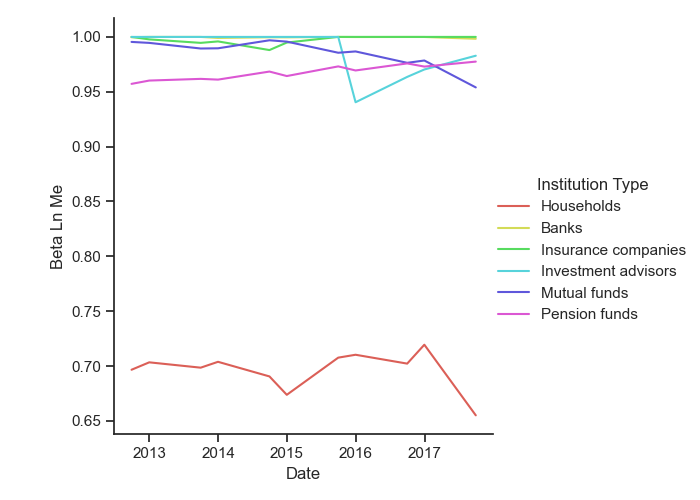 1.00
0.95
0.90
0.85
0.80
0.75
0.70
0.65
Beta Ln Me
2013
2014
2015
2016
2017
Date
Institution Type
Households
Banks
Insurance companies
Investment advisors
Mutual funds
Pension funds